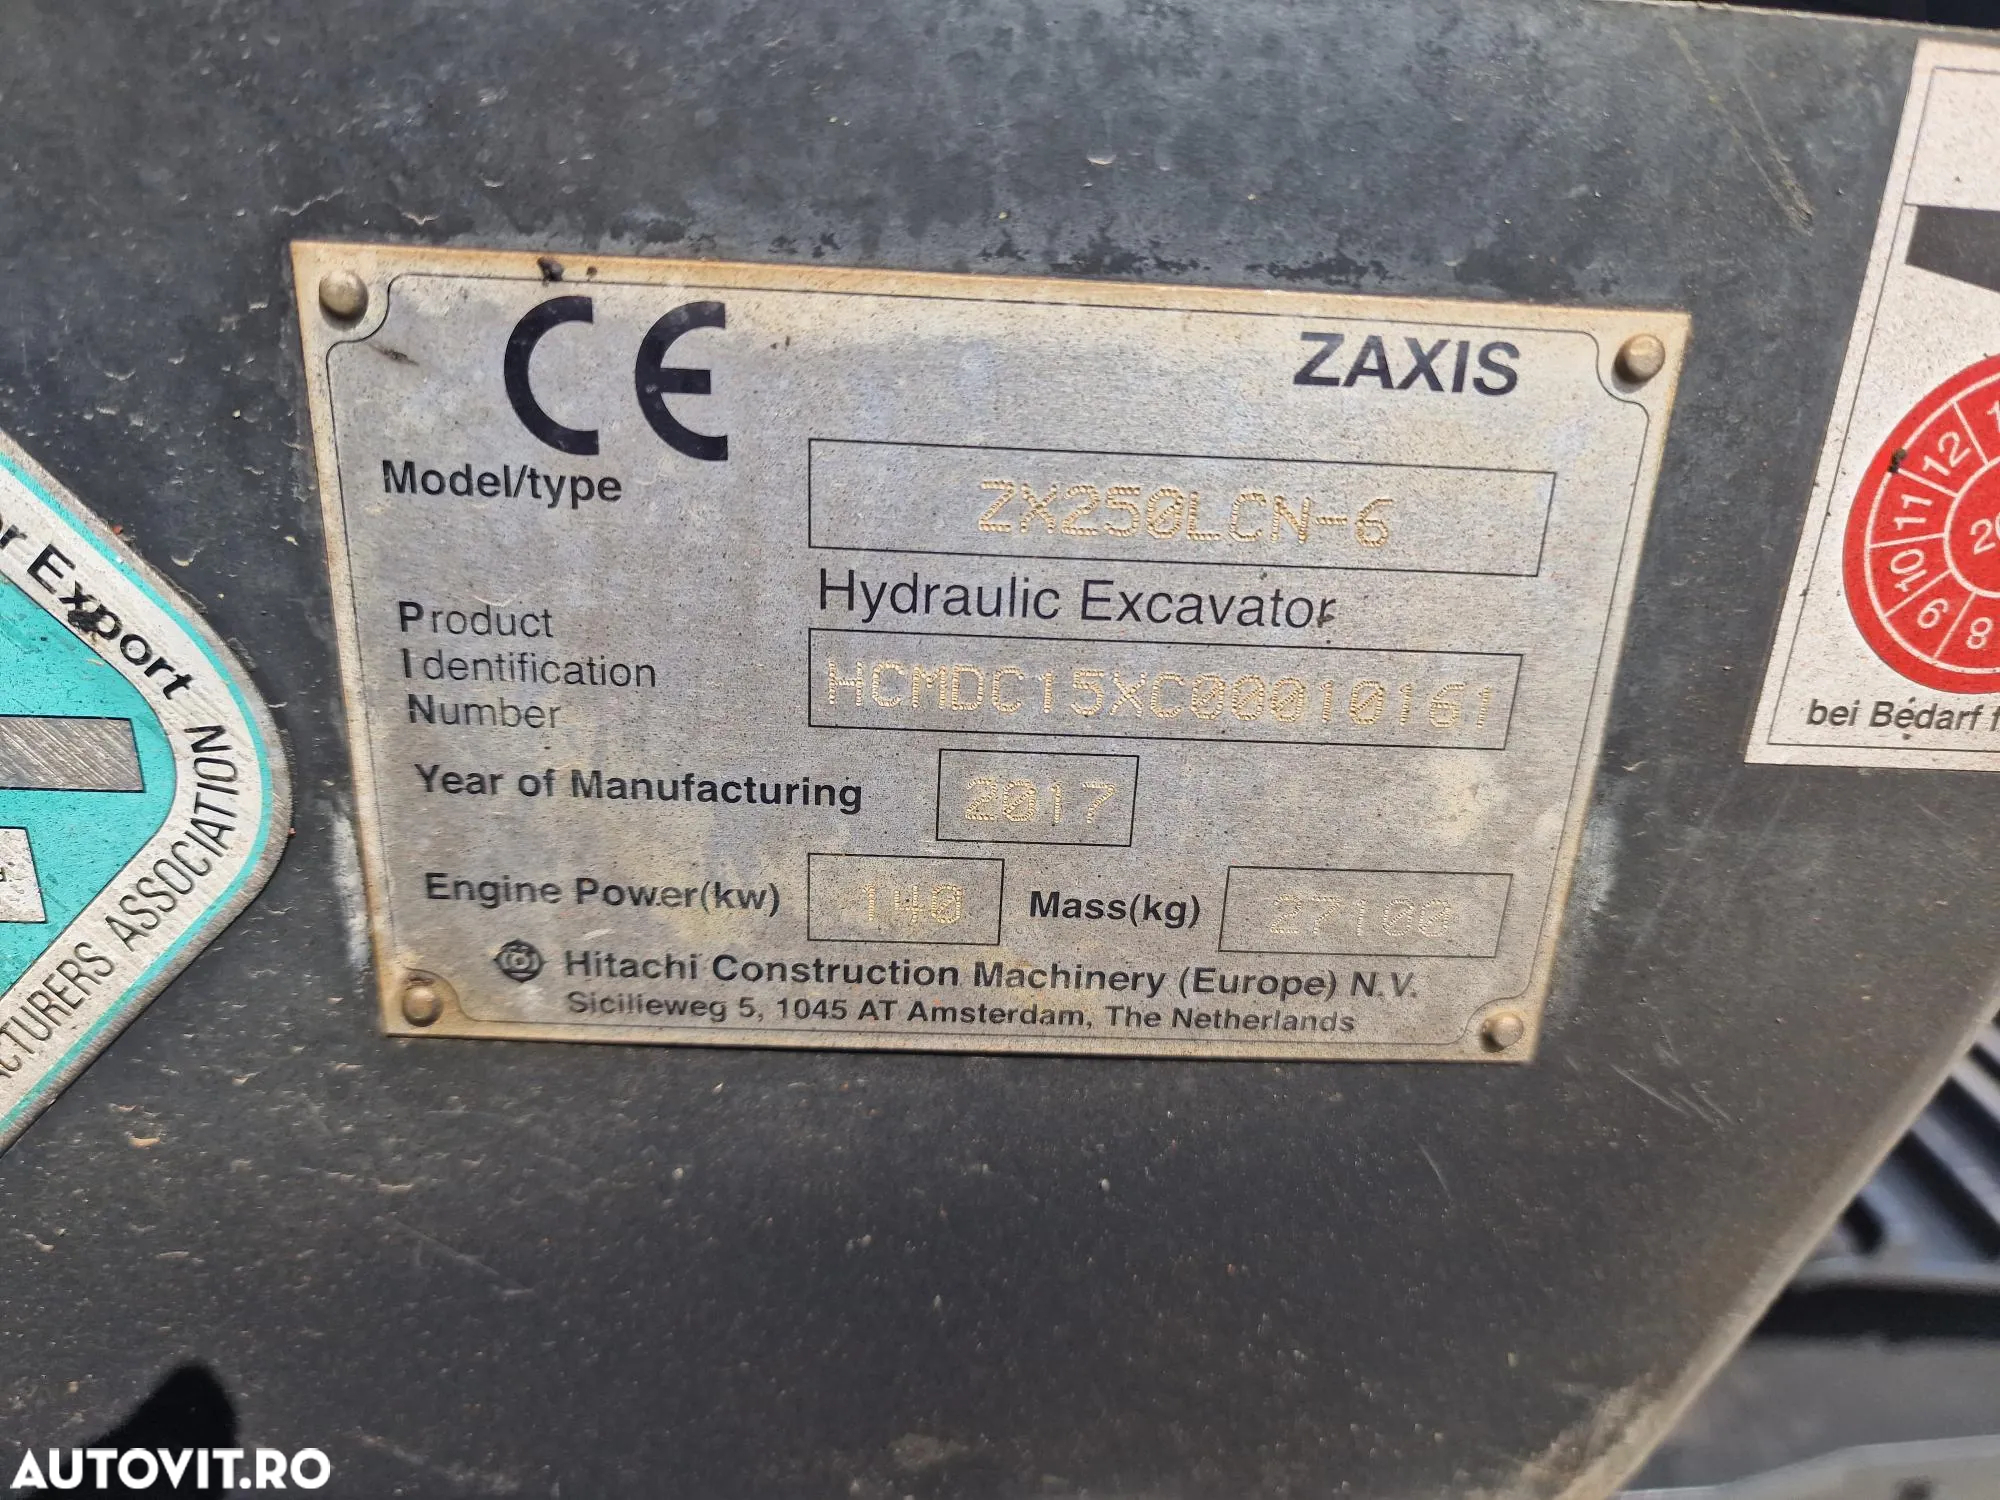 CE
ZAXIS
Model/type
ZX250LCN-6
Hydraulic Excavator
Product
Identification
Number
HCMDC15XC00010161
Year of Manufacturing
2017
Engine Power(kw)
140
Mass(kg)
27100
Hitachi Construction Machinery (Europe) N.V.
Sicilieweg 5, 1045 AT Amsterdam, The Netherlands
Export
ASSOCIATION
12
11
10
9
8
bei Bedarf
AUTOVIT.RO